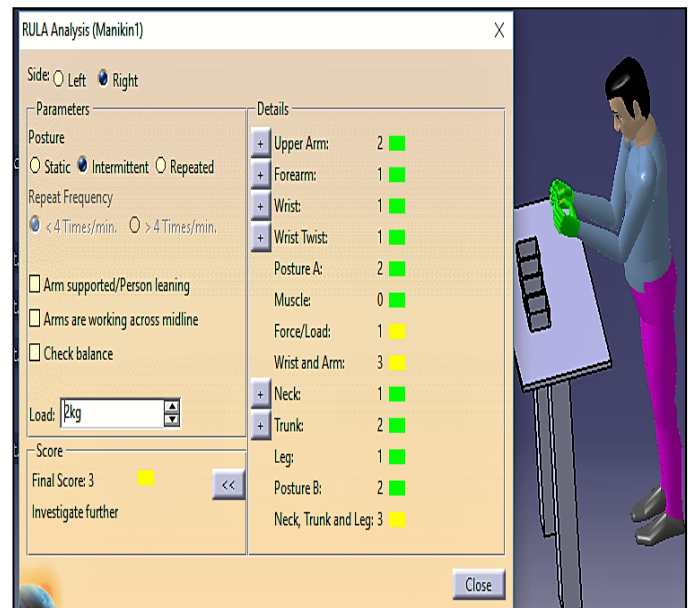 RULA Analysis (Manikin1)
Side: Left Right
Parameters
Posture
Static Intermittent Repeated
Repeat Frequency
< 4 Times/min. > 4 Times/min.
Arm supported/Person leaning
Arms are working across midline
Check balance
Load: 2kg
Score
Final Score: 3
<<
Investigate further
Details
+ Upper Arm: 2
+ Forearm: 1
+ Wrist: 1
+ Wrist Twist: 1
Posture A: 2
Muscle: 0
Force/Load: 1
Wrist and Arm: 3
+ Neck: 1
+ Trunk: 2
Leg: 1
Posture B: 2
Neck, Trunk and Leg: 3
Close